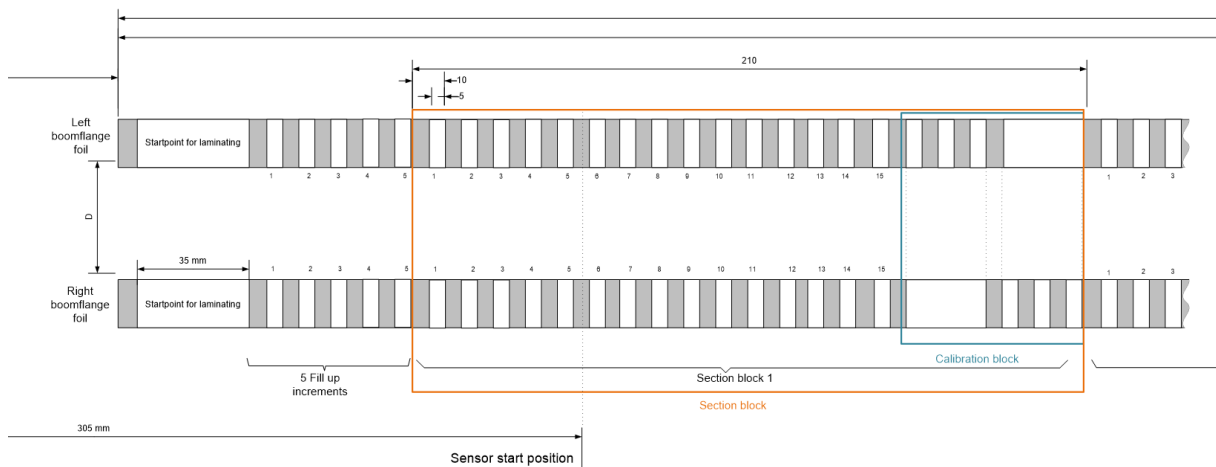 210
10
5
Left
boomflange
foil
Startpoint for laminating
1 2 3 4 5 1 2 3 4 5 6 7 8 9 10 11 12 13 14 15 1 2 3
D
35 mm
1 2 3 4 5 1 2 3 4 5 6 7 8 9 10 11 12 13 14 15 1 2 3
Right
boomflange
foil
Startpoint for laminating
Calibration block
5 Fill up
increments
Section block 1
Section block
305 mm
Sensor start position